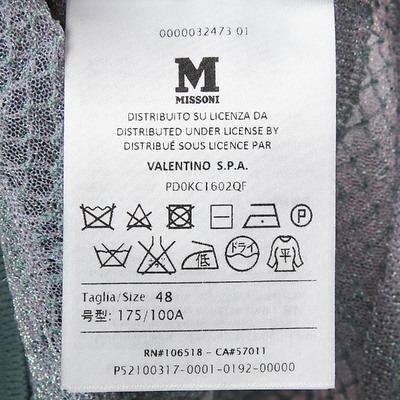 0000032473 01
M
MISSONI
DISTRIBUITO SU LICENZA DA
DISTRIBUTED UNDER LICENSE BY
DISTRIBUÉ SOUS LICENCE PAR
VALENTINO S.P.A.
PD0KC1602QF
P
低 ドライ 平
Taglia/Size 48
号型: 175/100A
RN#106518 - CA#57011
P52100317-0001-0192-00000